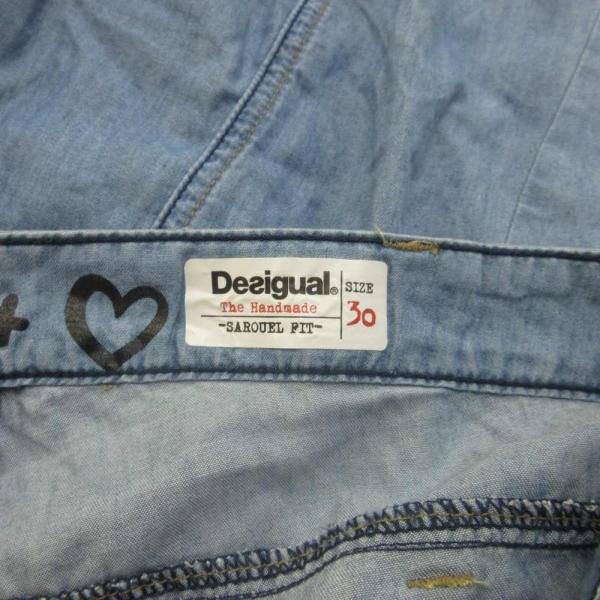 Desigual®
The Handmade
-SAROUEL FIT-
SIZE
30